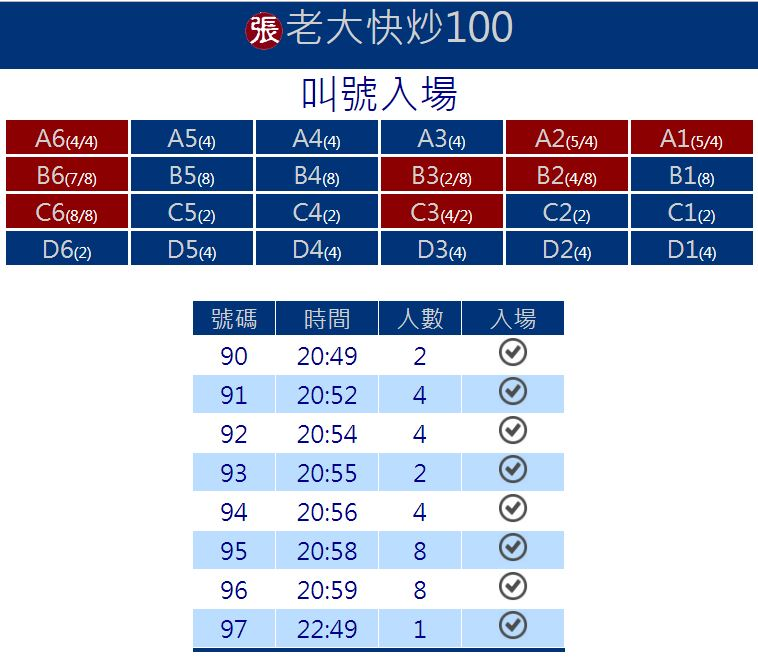 張老大快炒100
叫號入場
A6(4/4) A5(4) A4(4) A3(4) A2(5/4) A1(5/4)
B6(7/8) B5(8) B4(8) B3(2/8) B2(4/8) B1(8)
C6(8/8) C5(2) C4(2) C3(4/2) C2(2) C1(2)
D6(2) D5(4) D4(4) D3(4) D2(4) D1(4)
號碼 時間 人數 入場
90 20:49 2
91 20:52 4
92 20:54 4
93 20:55 2
94 20:56 4
95 20:58 8
96 20:59 8
97 22:49 1